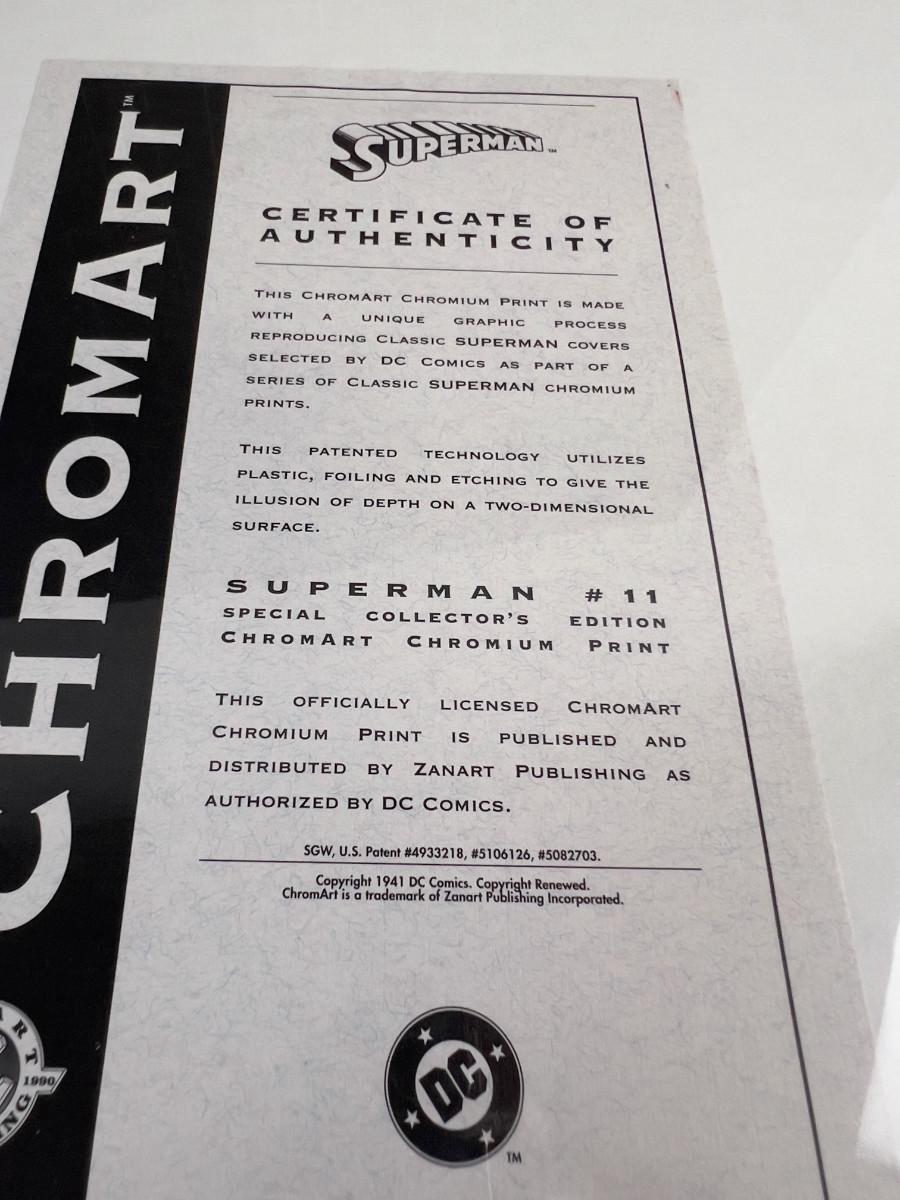 CHROMART™
SUPERMAN™
CERTIFICATE OF
AUTHENTICITY
THIS CHROMART CHROMIUM PRINT IS MADE
WITH A UNIQUE GRAPHIC PROCESS
REPRODUCING CLASSIC SUPERMAN COVERS
SELECTED BY DC COMICS AS PART OF A
SERIES OF CLASSIC SUPERMAN CHROMIUM
PRINTS.
THIS PATENTED TECHNOLOGY UTILIZES
PLASTIC, FOILING AND ETCHING TO GIVE THE
ILLUSION OF DEPTH ON A TWO-DIMENSIONAL
SURFACE.
SUPERMAN #11
SPECIAL COLLECTOR'S EDITION
CHROMART CHROMIUM PRINT
THIS OFFICIALLY LICENSED CHROMART
CHROMIUM PRINT IS PUBLISHED AND
DISTRIBUTED BY ZANART PUBLISHING AS
AUTHORIZED BY DC COMICS.
SGW, U.S. Patent #4933218, #5106126, #5082703.
Copyright 1941 DC Comics. Copyright Renewed.
ChromArt is a trademark of Zanart Publishing Incorporated.
1990
DC
TM